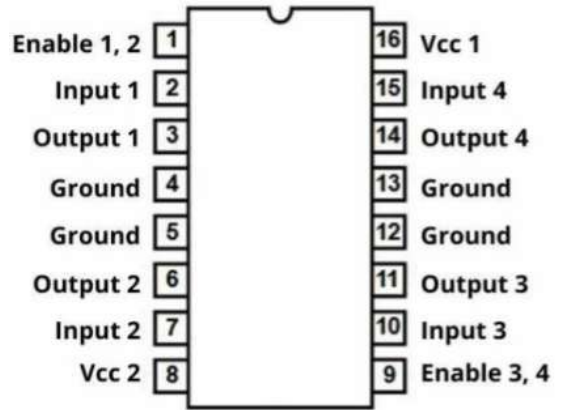 Enable 1, 2 1 16 Vcc 1
Input 1 2 15 Input 4
Output 1 3 14 Output 4
Ground 4 13 Ground
Ground 5 12 Ground
Output 2 6 11 Output 3
Input 2 7 10 Input 3
Vcc 2 8 9 Enable 3, 4